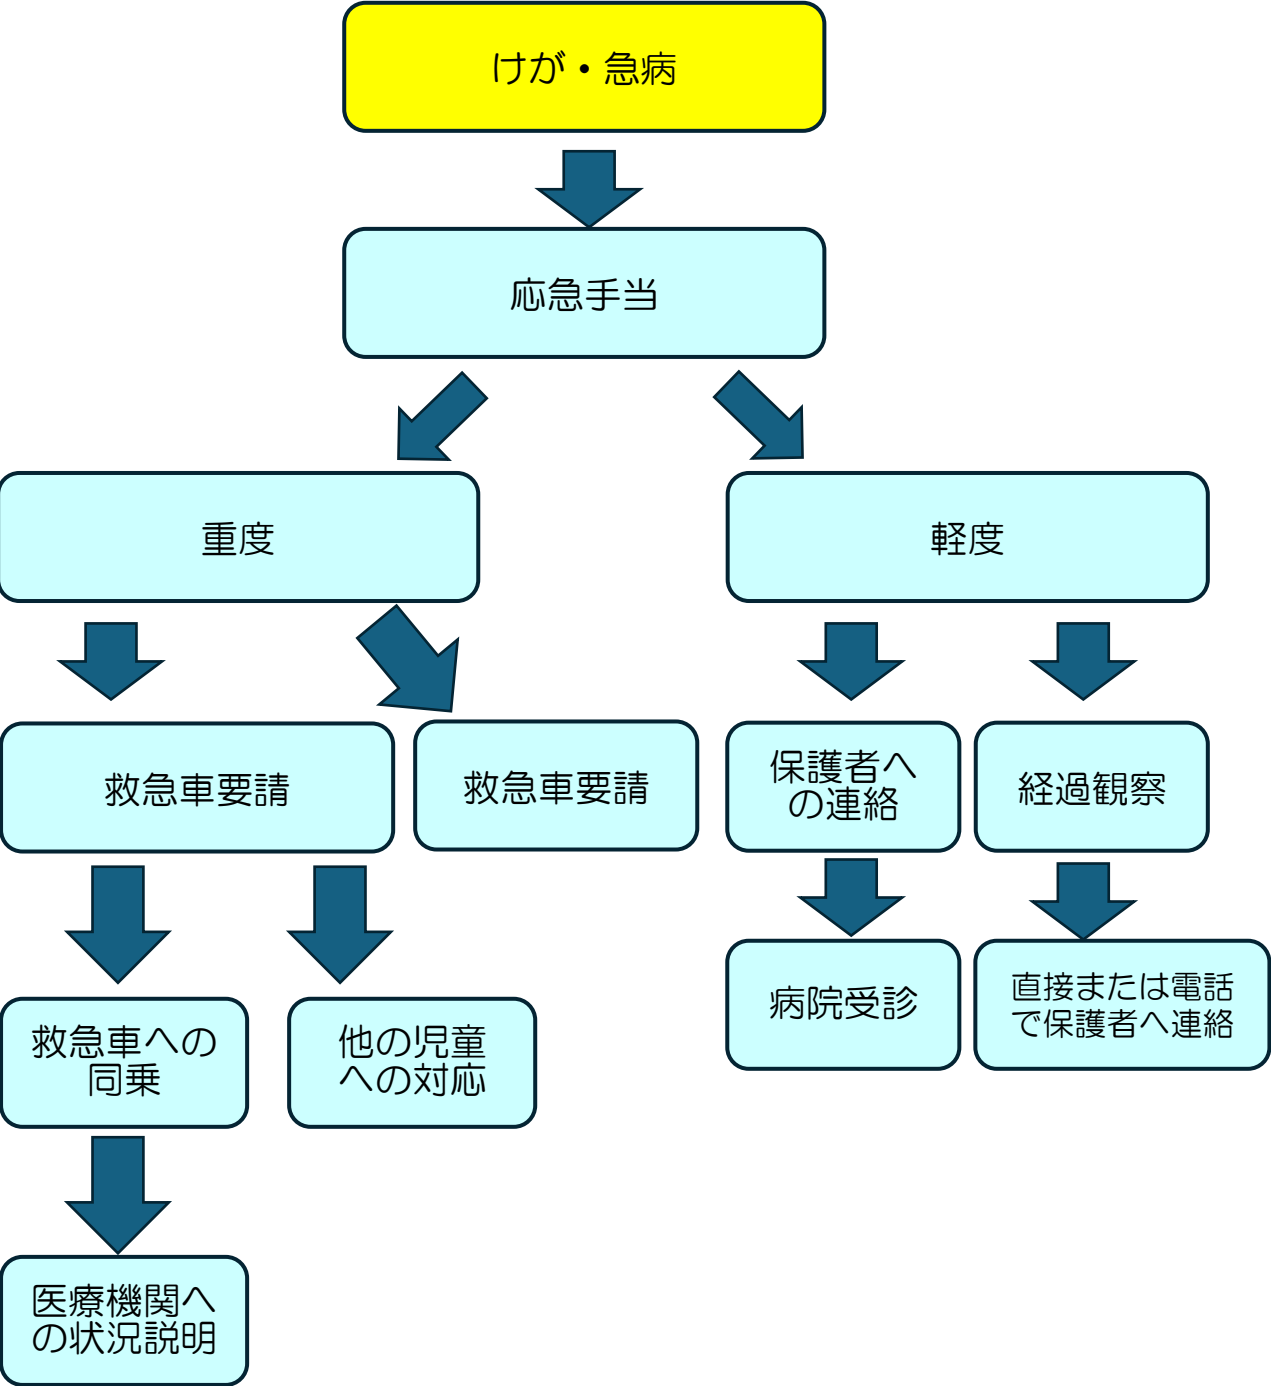 けが・急病
応急手当
重度
軽度
救急車要請
救急車要請
保護者へ
の連絡
経過観察
救急車への
同乗
他の児童
への対応
病院受診
直接または電話
で保護者へ連絡
医療機関へ
の状況説明